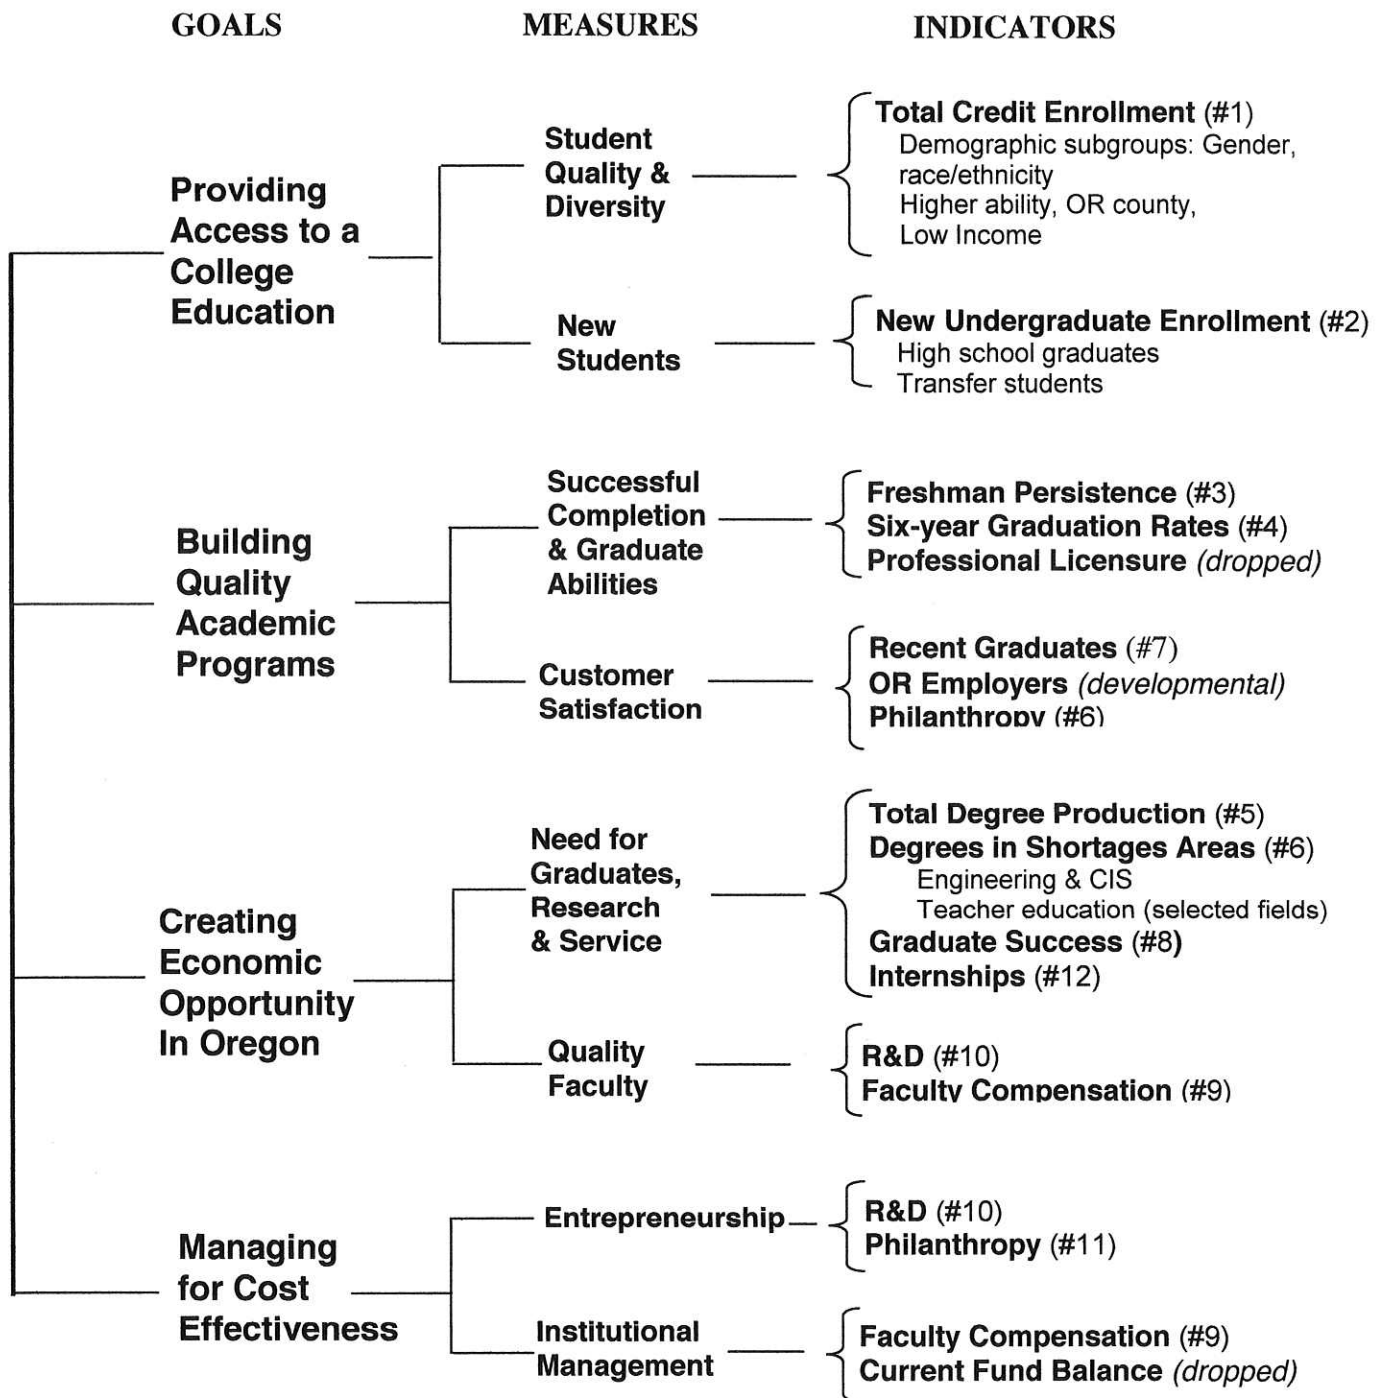 GOALS MEASURES INDICATORS
Providing
Access to a
College
Education
Student
Quality &
Diversity
Total Credit Enrollment (#1)
Demographic subgroups: Gender,
race/ethnicity
Higher ability, OR county,
Low Income
New
Students
New Undergraduate Enrollment (#2)
High school graduates
Transfer students
Building
Quality
Academic
Programs
Successful
Completion
& Graduate
Abilities
Freshman Persistence (#3)
Six-year Graduation Rates (#4)
Professional Licensure (dropped)
Customer
Satisfaction
Recent Graduates (#7)
OR Employers (developmental)
Philanthropy (#6)
Creating
Economic
Opportunity
In Oregon
Need for
Graduates,
Research
& Service
Total Degree Production (#5)
Degrees in Shortages Areas (#6)
Engineering & CIS
Teacher education (selected fields)
Graduate Success (#8)
Internships (#12)
Quality
Faculty
R&D (#10)
Faculty Compensation (#9)
Managing
for Cost
Effectiveness
Entrepreneurship
R&D (#10)
Philanthropy (#11)
Institutional
Management
Faculty Compensation (#9)
Current Fund Balance (dropped)